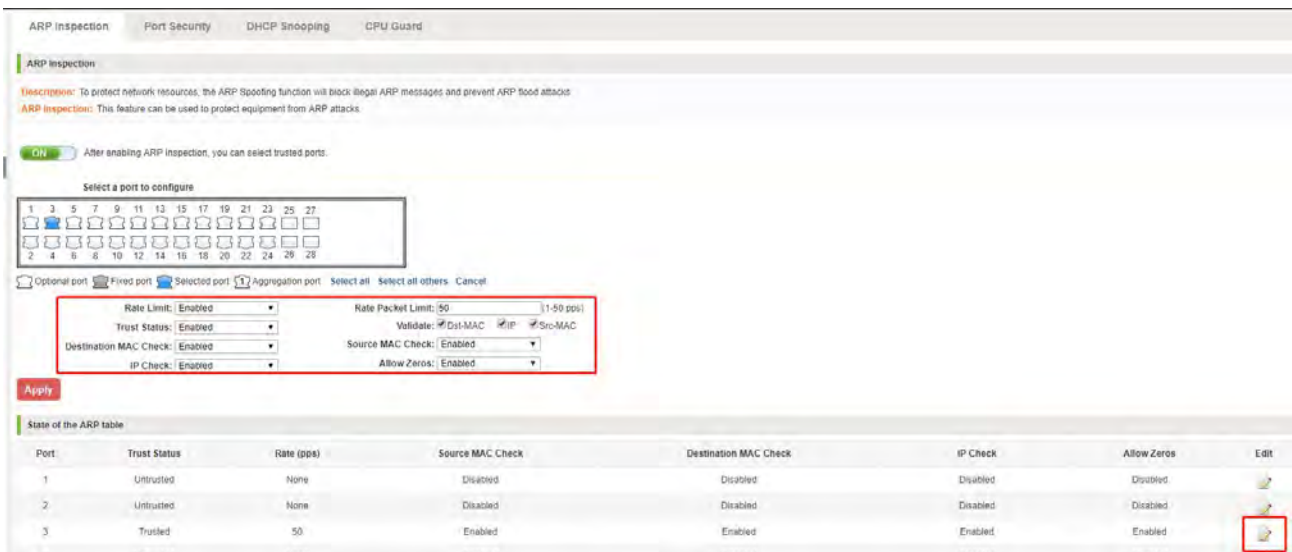 ARP Inspection Port Security DHCP Snooping CPU Guard
ARP Inspection
Description: To protect network resources, the ARP Spoofing function will block illegal ARP messages and prevent ARP flood attacks
ARP Inspection: This feature can be used to protect equipment from ARP attacks.
ON After enabling ARP inspection, you can select trusted ports.
Select a port to configure
1 3 5 7 9 11 13 15 17 19 21 23 25 27
2 4 6 8 10 12 14 16 18 20 22 24 26 28
Optional port Fixed port Selected port 1 Aggregation port Select all Select all others Cancel
Rate Limit: Enabled Rate Packet Limit: 50 (1-50 pps)
Trust Status: Enabled Validate: Dst-MAC IP Src-MAC
Destination MAC Check: Enabled Source MAC Check: Enabled
IP Check: Enabled Allow Zeros: Enabled
Apply
State of the ARP table
Port Trust Status Rate (pps) Source MAC Check Destination MAC Check IP Check Allow Zeros Edit
1 Untrusted None Disabled Disabled Disabled Disabled
2 Untrusted None Disabled Disabled Disabled Disabled
3 Trusted 50 Enabled Enabled Enabled Enabled